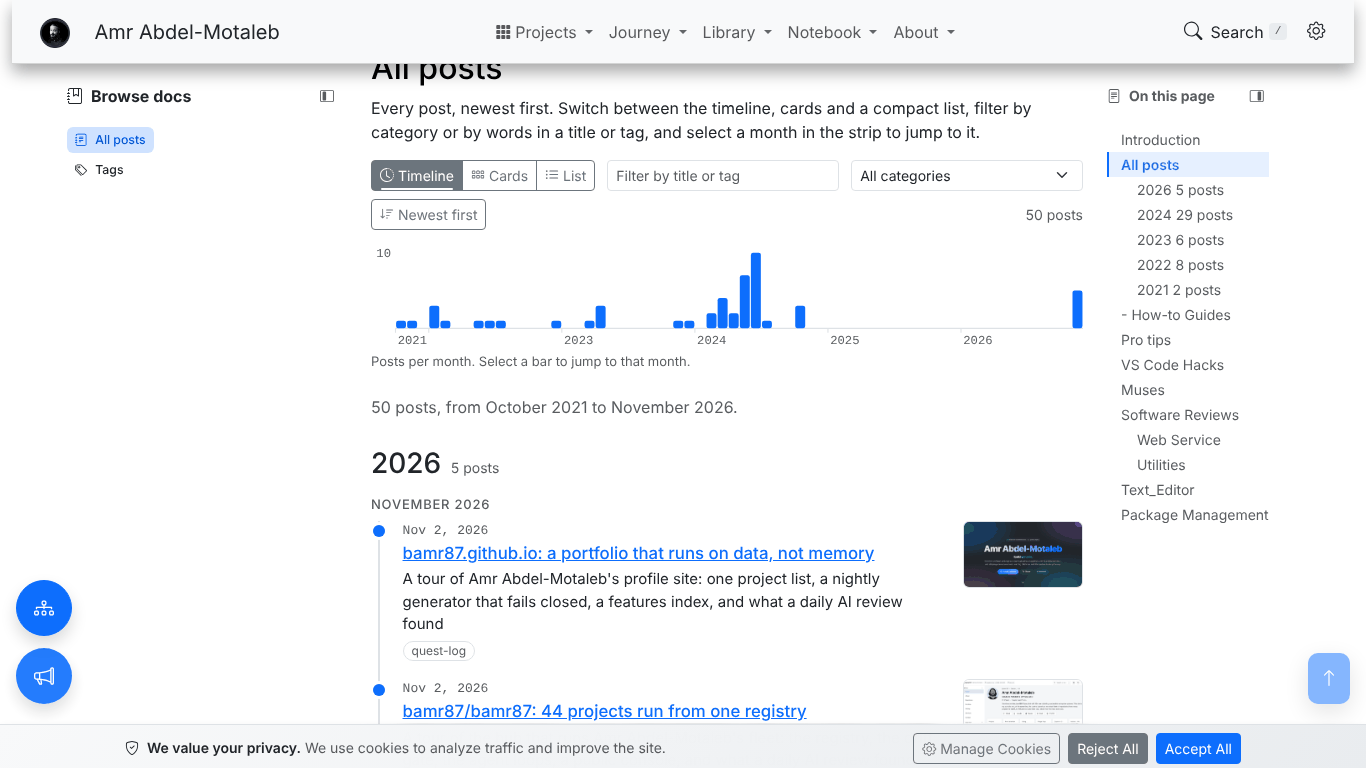 Amr Abdel-Motaleb
Projects
Journey
Library
Notebook
About
Search /
Browse docs
All posts
Tags
All posts
Every post, newest first. Switch between the timeline, cards and a compact list, filter by
category or by words in a title or tag, and select a month in the strip to jump to it.
Timeline
Cards
List
Filter by title or tag
All categories
Newest first
50 posts
10
2021
2023
2024
2025
2026
Posts per month. Select a bar to jump to that month.
50 posts, from October 2021 to November 2026.
2026 5 posts
NOVEMBER 2026
Nov 2, 2026
bamr87.github.io: a portfolio that runs on data, not memory
A tour of Amr Abdel-Motaleb's profile site: one project list, a nightly
generator that fails closed, a features index, and what a daily AI review
found
quest-log
Amr Abdel-Motaleb
Nov 2, 2026
bamr87/bamr87: 44 projects run from one registry
On this page
Introduction
All posts
2026 5 posts
2024 29 posts
2023 6 posts
2022 8 posts
2021 2 posts
- How-to Guides
Pro tips
VS Code Hacks
Muses
Software Reviews
Web Service
Utilities
Text_Editor
Package Management
We value your privacy. We use cookies to analyze traffic and improve the site.
Manage Cookies
Reject All
Accept All